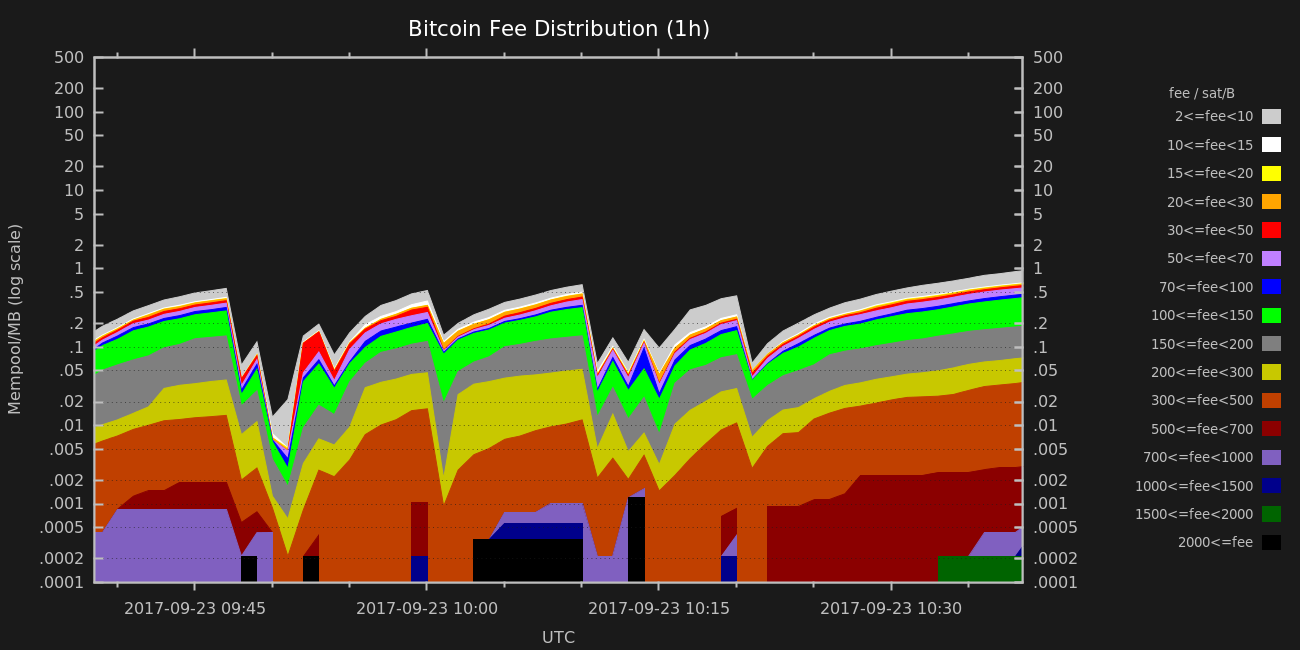 Bitcoin Fee Distribution (1h)
500
200
100
50
20
10
5
2
1
.5
.2
.1
.05
.02
.01
.005
.002
.001
.0005
.0002
.0001
Mempool/MB (log scale)
500
200
100
50
20
10
5
2
1
.5
.2
.1
.05
.02
.01
.005
.002
.001
.0005
.0002
.0001
2017-09-23 09:45
2017-09-23 10:00
2017-09-23 10:15
2017-09-23 10:30
UTC
fee / sat/B
2<=fee<10
10<=fee<15
15<=fee<20
20<=fee<30
30<=fee<50
50<=fee<70
70<=fee<100
100<=fee<150
150<=fee<200
200<=fee<300
300<=fee<500
500<=fee<700
700<=fee<1000
1000<=fee<1500
1500<=fee<2000
2000<=fee